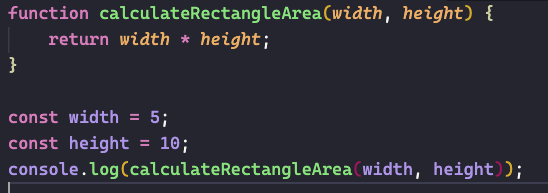 function calculateRectangleArea(width, height) {
    return width * height;
}

const width = 5;
const height = 10;
console.log(calculateRectangleArea(width, height));